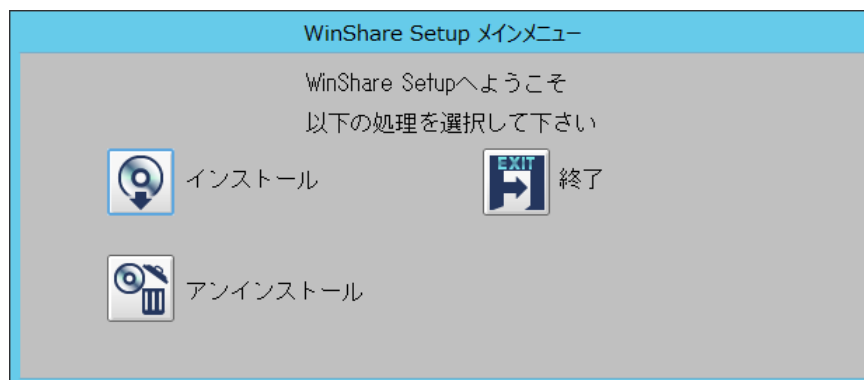 WinShare Setup メインメニュー
WinShare Setupへようこそ
以下の処理を選択して下さい
インストール
EXIT 終了
アンインストール